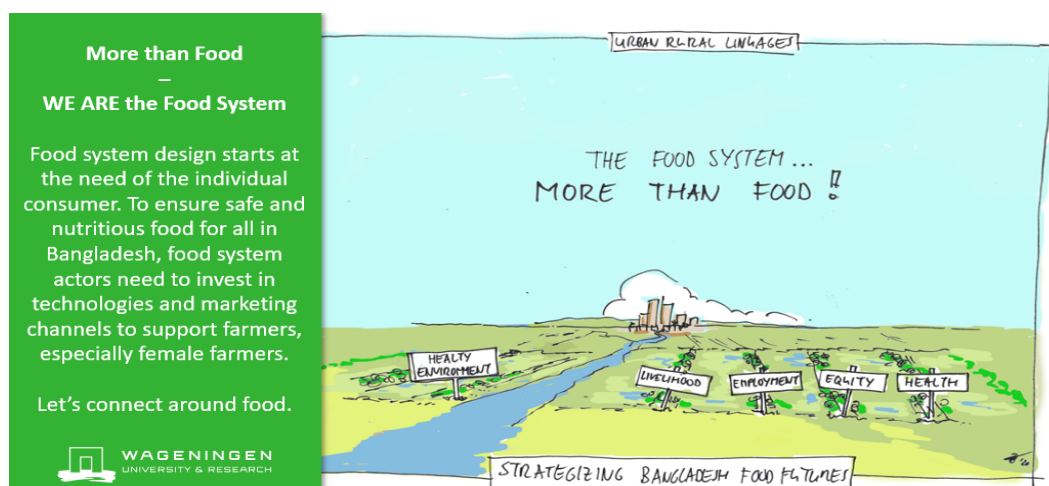 More than Food
–
WE ARE the Food System
Food system design starts at
the need of the individual
consumer. To ensure safe and
nutritious food for all in
Bangladesh, food system
actors need to invest in
technologies and marketing
channels to support farmers,
especially female farmers.
Let's connect around food.
WAGENINGEN
UNIVERSITY & RESEARCH
URBAN RURAL LINKAGES
THE FOOD SYSTEM...
MORE THAN FOOD!
HEALTY
ENVIRONMENT
LIVELIHOOD
EMPLOYMENT
EQUITY
HEALTH
STRATEGIZING BANGLADESH FOOD FUTURES